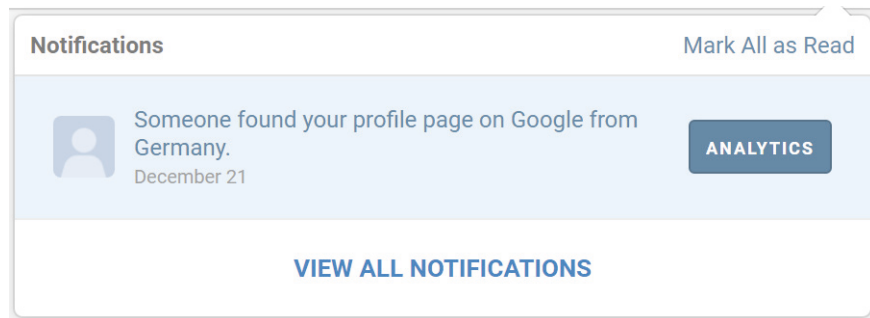 Notifications
Mark All as Read
Someone found your profile page on Google from
Germany.
December 21
ANALYTICS
VIEW ALL NOTIFICATIONS